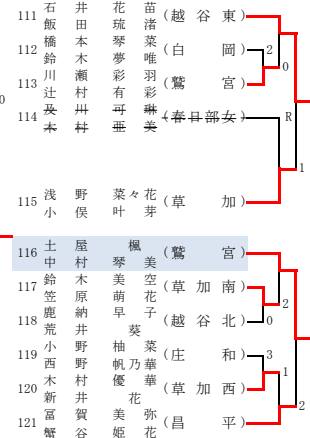 石井花苗
111 (越谷東)
飯田琉渚
橋本琴菜
112 (白岡) 2
鈴木夢唯
0
川瀬彩羽
113 (鷲宮)
辻村有彩
0
及川可琳
114 (春日部女) R
木村亜美
1
浅野菜々花
115 (草加)
小俣叶芽
土屋楓
116 (鷲宮)
中村琴美
鈴木美空
117 (草加南)
笠原萌花
2
鹿納早子
118 (越谷北) 0
荒井葵
小野柚菜
119 (庄和) 3
西野帆乃華
1
木村優華
120 (草加西)
新井花
2
冨賀美弥
121 (昌平)
蟹谷姫花